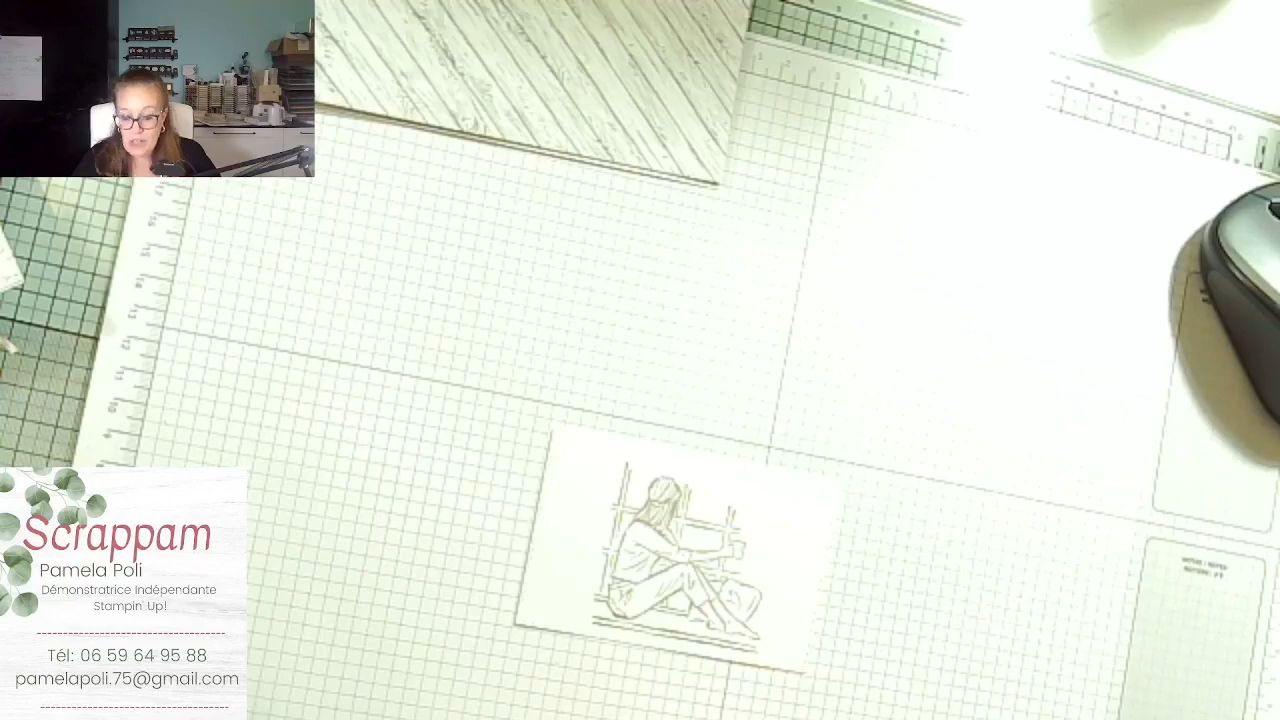 Scrappam
Pamela Poli
Démonstratrice Indépendante
Stampin' Up!
Tél: 06 59 64 95 88
pamelapoli.75@gmail.com